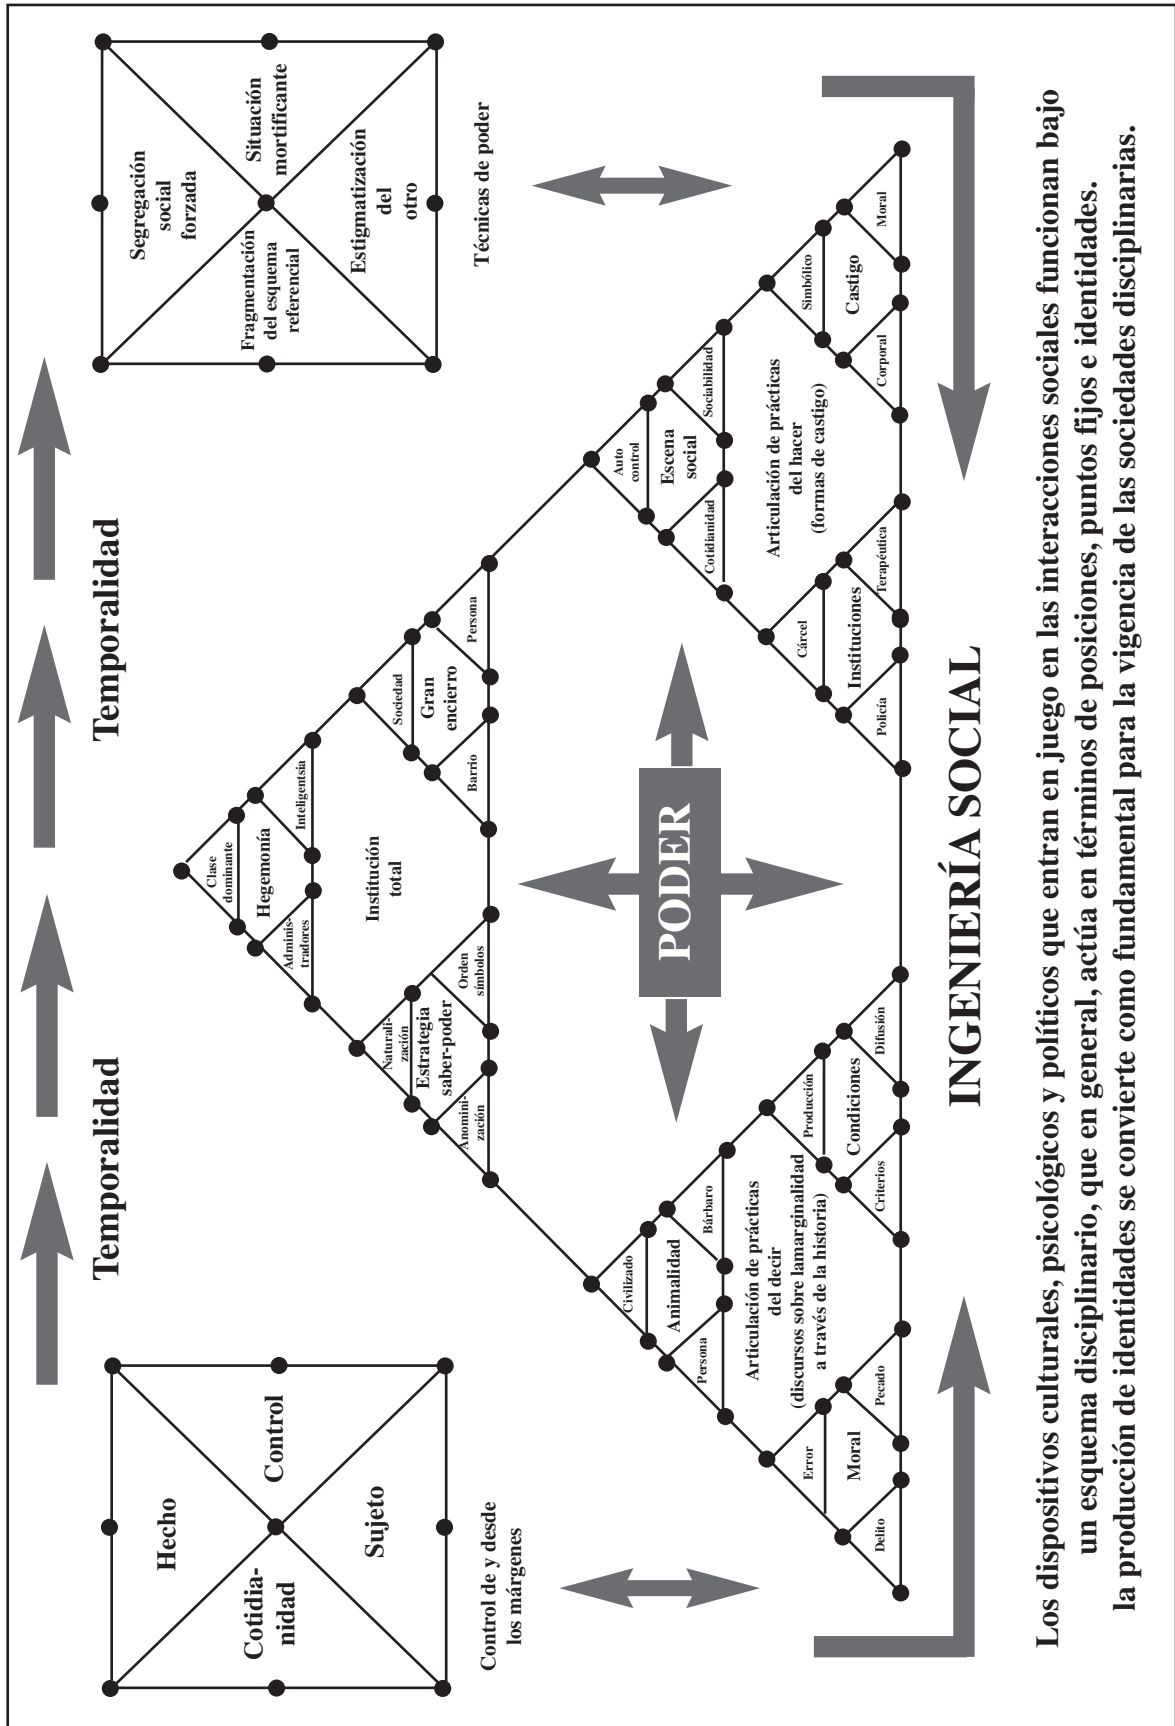 Temporalidad
Temporalidad
Hecho
Control
Cotidia-
nidad
Sujeto
Control de y desde
los márgenes
Segregación
social
forzada
Situación
mortificante
Fragmentación
del esquema
referencial
Estigmatización
del
otro
Técnicas de poder
Clase
dominante
Hegemonía
Adminis-
tradores
Inteligentsia
Institución
total
Naturali-
zación
Estrategia
saber-poder
Anomini-
zación
Orden
símbolos
Sociedad
Gran
encierro
Barrio
Persona
PODER
Civilizado
Animalidad
Persona
Bárbaro
Articulación de prácticas
del decir
(discursos sobre lamarginalidad
a través de la historia)
Error
Moral
Delito
Pecado
Producción
Condiciones
Criterios
Difusión
Auto
control
Escena
social
Cotidianidad
Sociabilidad
Articulación de prácticas
del hacer
(formas de castigo)
Cárcel
Instituciones
Policía
Terapéutica
Simbólico
Castigo
Corporal
Moral
INGENIERÍA SOCIAL
Los dispositivos culturales, psicológicos y políticos que entran en juego en las interacciones sociales funcionan bajo
un esquema disciplinario, que en general, actúa en términos de posiciones, puntos fijos e identidades.
la producción de identidades se convierte como fundamental para la vigencia de las sociedades disciplinarias.